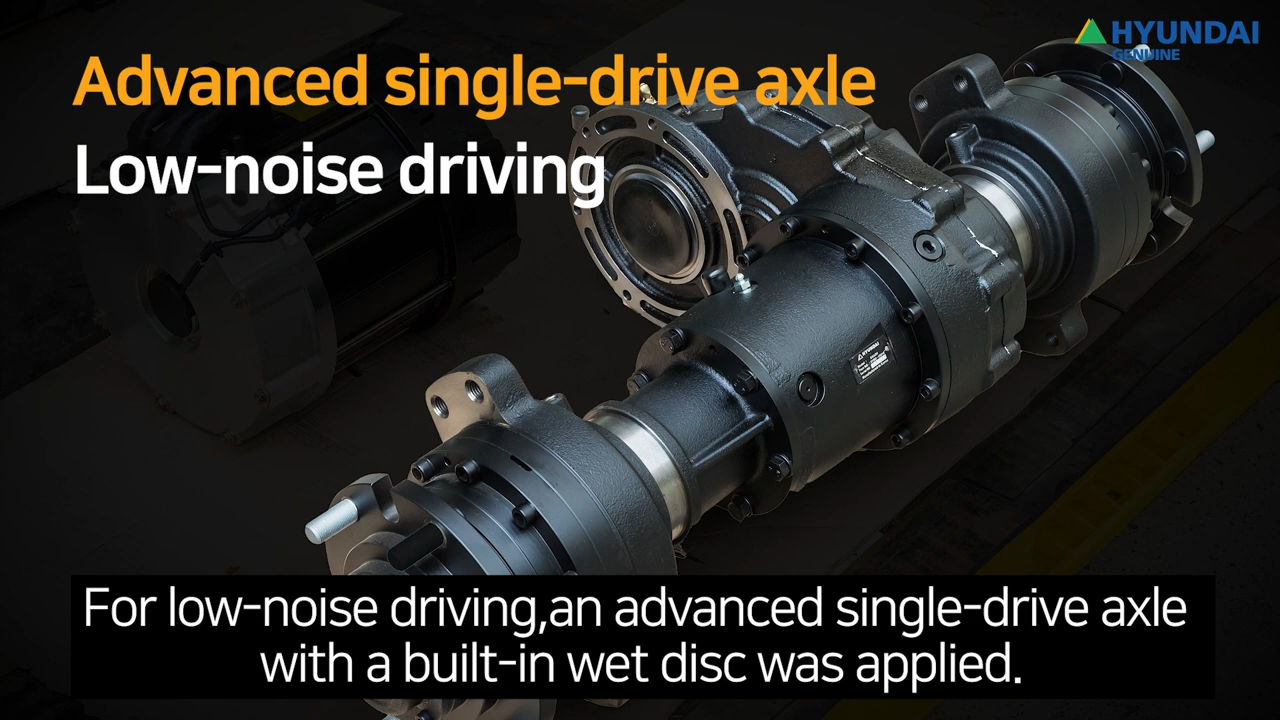 HYUNDAI
GENUINE
Advanced single-drive axle
Low-noise driving
HYUNDAI
For low-noise driving,an advanced single-drive axle
with a built-in wet disc was applied.